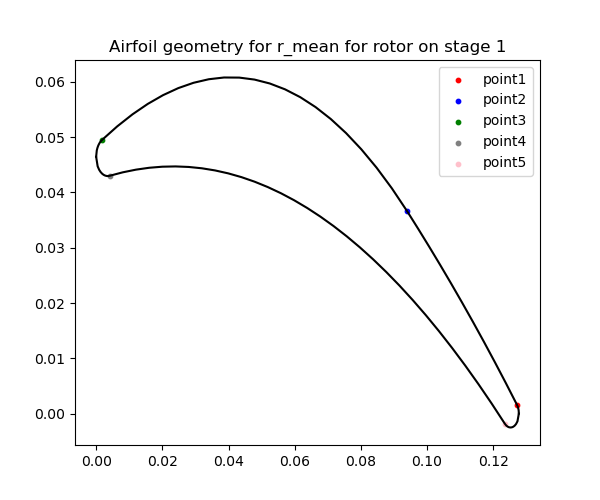 Airfoil geometry for r_mean for rotor on stage 1
point1
point2
point3
point4
point5
0.06
0.05
0.04
0.03
0.02
0.01
0.00
0.00 0.02 0.04 0.06 0.08 0.10 0.12